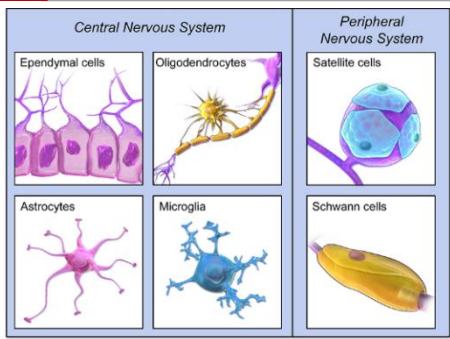 Central Nervous System
Peripheral
Nervous System
Ependymal cells
Oligodendrocytes
Satellite cells
Astrocytes
Microglia
Schwann cells